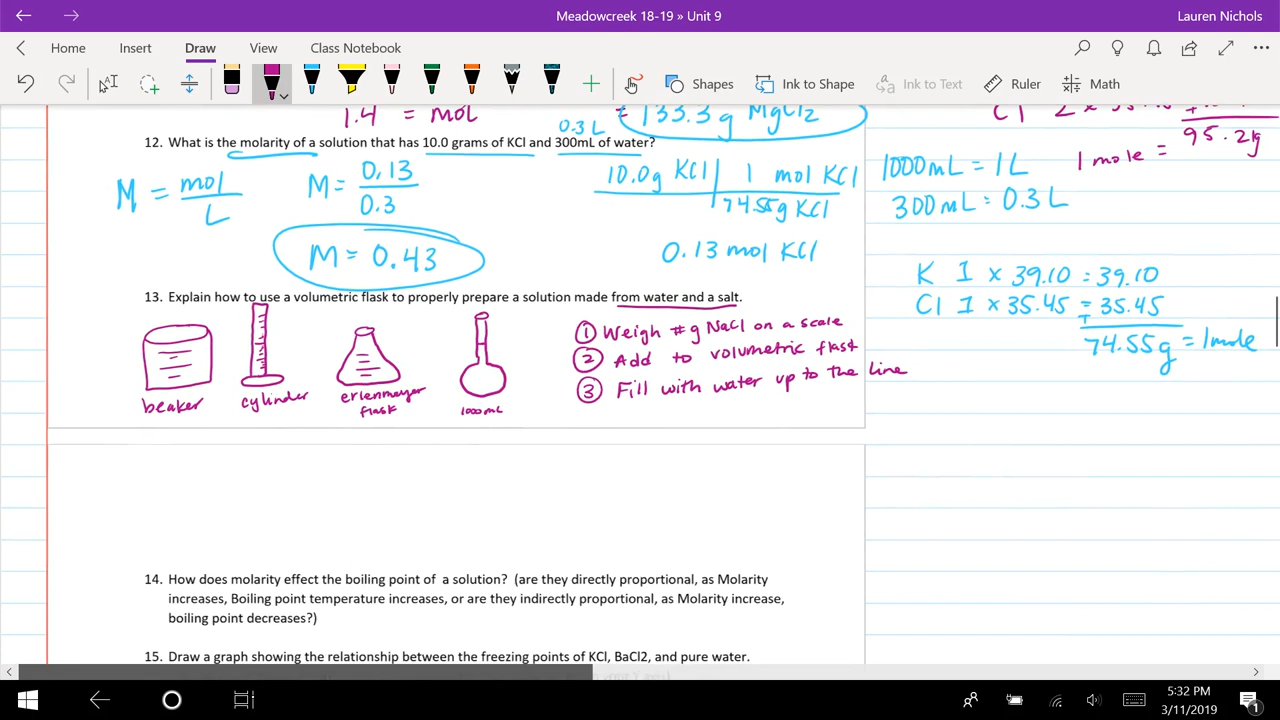 Meadowcreek 18-19 » Unit 9
Lauren Nichols
Home Insert Draw View Class Notebook
Shapes Ink to Shape Ink to Text Ruler Math
1.4 = mol
= 133.3g MgCl2
Cl 2 x 35.45
95.21g
1 mole =
0.3 L
12. What is the molarity of a solution that has 10.0 grams of KCl and 300mL of water?
M = mol
L
M = 0.13
0.3
10.0g KCl 1 mol KCl
74.55g KCl
1000mL = 1L
300mL = 0.3 L
M = 0.43
0.13 mol KCl
K 1 x 39.10 = 39.10
Cl 1 x 35.45 = 35.45
+
74.55g = 1mole
13. Explain how to use a volumetric flask to properly prepare a solution made from water and a salt.
beaker
cylinder
erlenmeyer
flask
1000mL
① Weigh #g NaCl on a scale
② Add to volumetric flask
③ Fill with water up to the line
14. How does molarity effect the boiling point of a solution? (are they directly proportional, as Molarity
increases, Boiling point temperature increases, or are they indirectly proportional, as Molarity increase,
boiling point decreases?)
15. Draw a graph showing the relationship between the freezing points of KCl, BaCl2, and pure water.
5:32 PM
3/11/2019
1